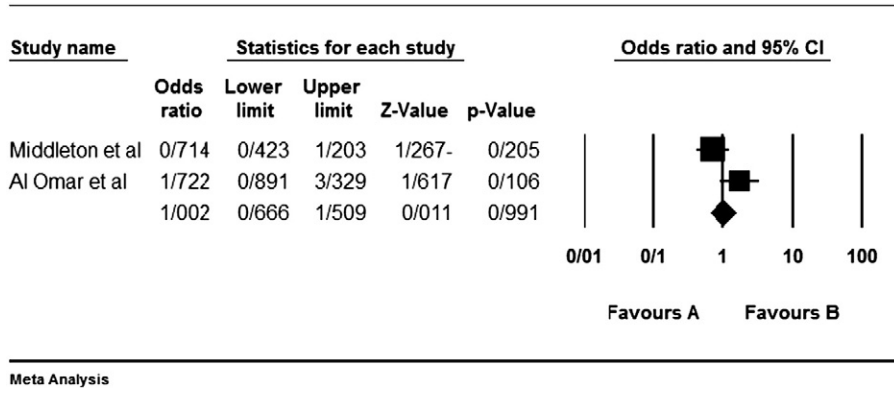 Study name Statistics for each study Odds ratio and 95% CI
Odds Lower Upper
ratio limit limit Z-Value p-Value
Middleton et al 0/714 0/423 1/203 1/267- 0/205
Al Omar et al 1/722 0/891 3/329 1/617 0/106
1/002 0/666 1/509 0/011 0/991
0/01 0/1 1 10 100
Favours A Favours B
Meta Analysis